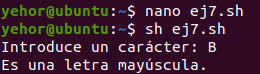 yehor@ubuntu:~$ nano ej7.sh
yehor@ubuntu:~$ sh ej7.sh
Introduce un carácter: B
Es una letra mayúscula.